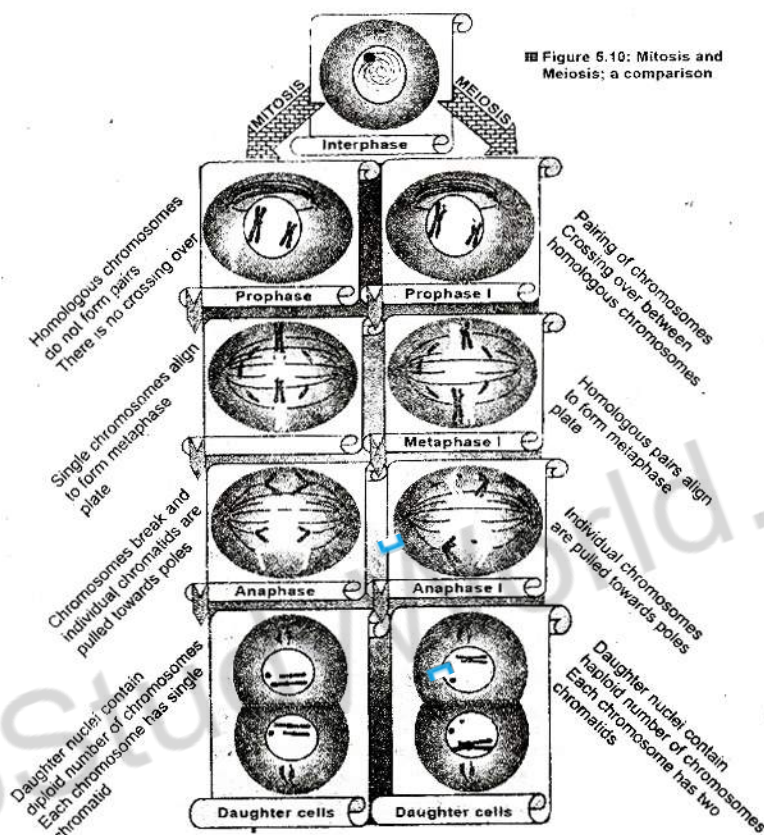 Figure 5.10: Mitosis and
Meiosis; a comparison
MITOSIS
MEIOSIS
Interphase
Homologous chromosomes
do not form pairs
There is no crossing over
Prophase
Prophase I
Pairing of chromosomes
Crossing over between
homologous chromosomes
Single chromosomes align
to form metaphase
plate
Metaphase I
Homologous pairs align
to form metaphase
plate
Chromosomes break and
individual chromatids are
pulled towards poles
Anaphase
Anaphase I
Individual chromosomes
are pulled towards poles
Daughter nuclei contain
diploid number of chromosomes
Each chromosome has single
chromatid
Daughter cells
Daughter cells
Daughter nuclei contain
haploid number of chromosomes
Each chromosome has two
chromatids
StudyWorld.